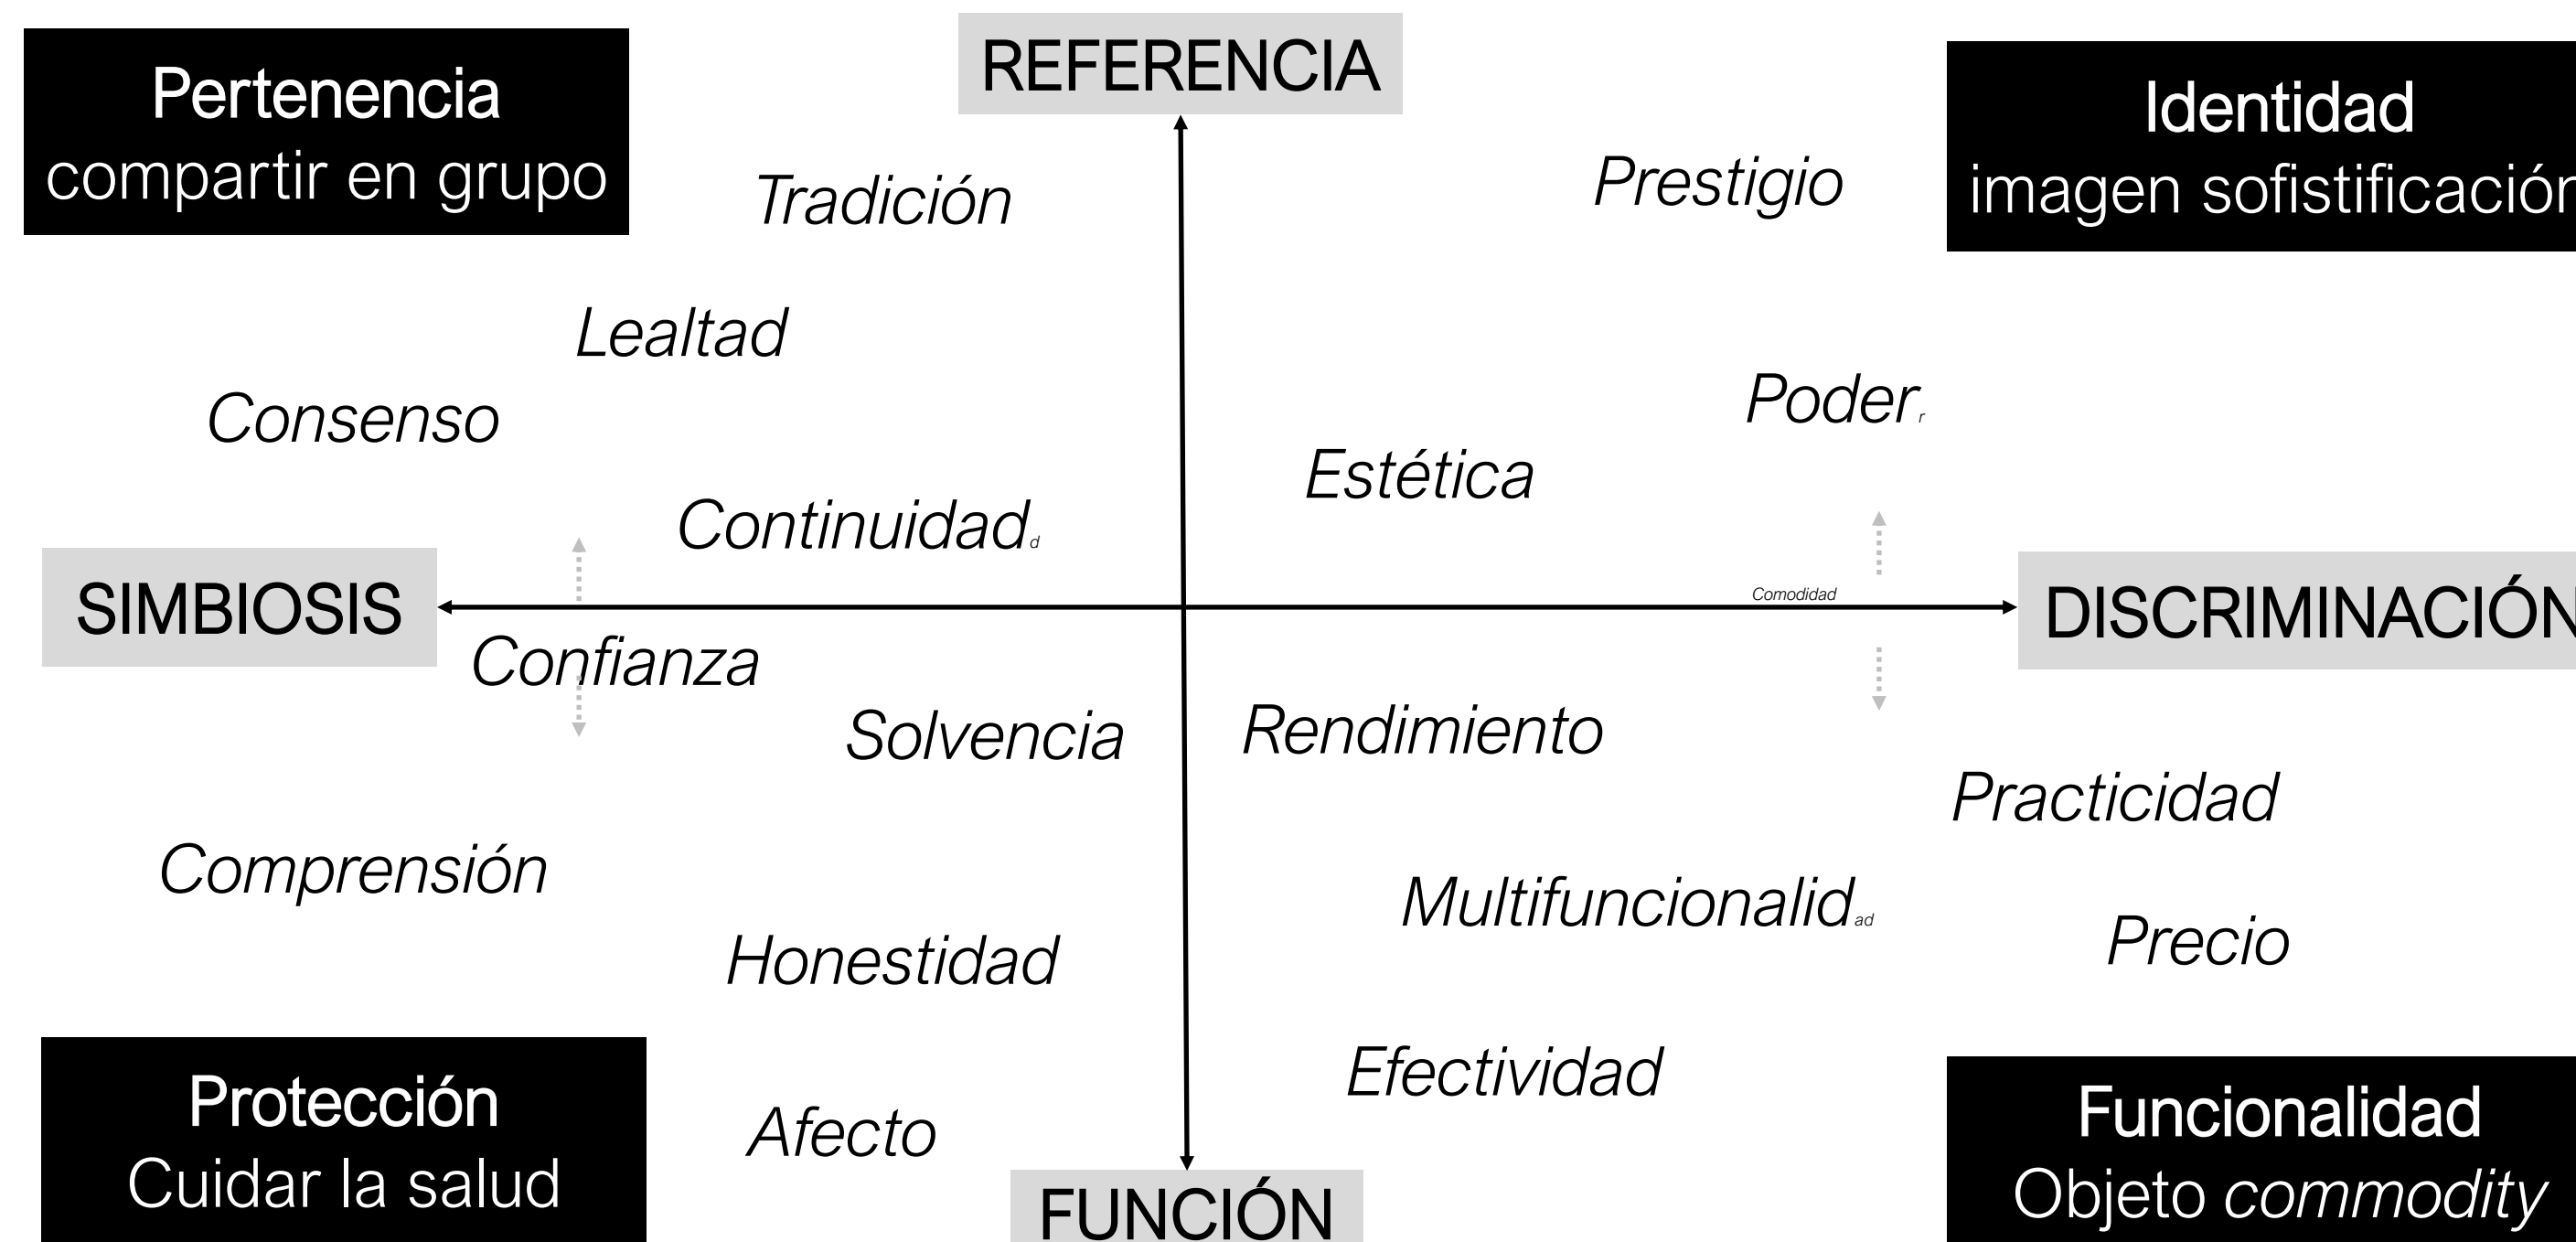 REFERENCIA
Pertenencia
compartir en grupo
Identidad
imagen sofistificación
Tradición
Prestigio
Lealtad
Consenso
Poder
r
Estética
Continuidad
d
SIMBIOSIS
Comodidad
DISCRIMINACIÓN
Confianza
Solvencia
Rendimiento
Practicidad
Comprensión
Multifuncionalid
ad
Precio
Honestidad
Efectividad
Afecto
Protección
Cuidar la salud
Funcionalidad
Objeto commodity
FUNCIÓN